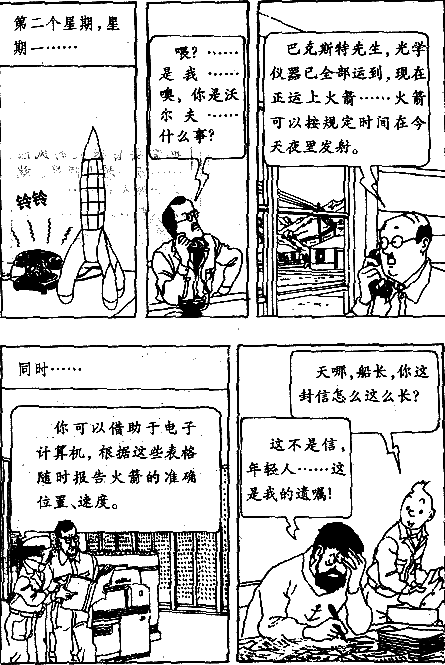 第二个星期,星
期一……
铃铃
喂?……
是我……
噢,你是沃
尔夫……
什么事?
巴克斯特先生,光学
仪器已全部运到,现在
正运上火箭……火箭
可以按规定时间在今
天夜里发射。
同时……
你可以借助于电子
计算机,根据这些表格
随时报告火箭的准确
位置、速度。
天哪,船长,你这
封信怎么这么长?
这不是信,
年轻人……这
是我的遗嘱!